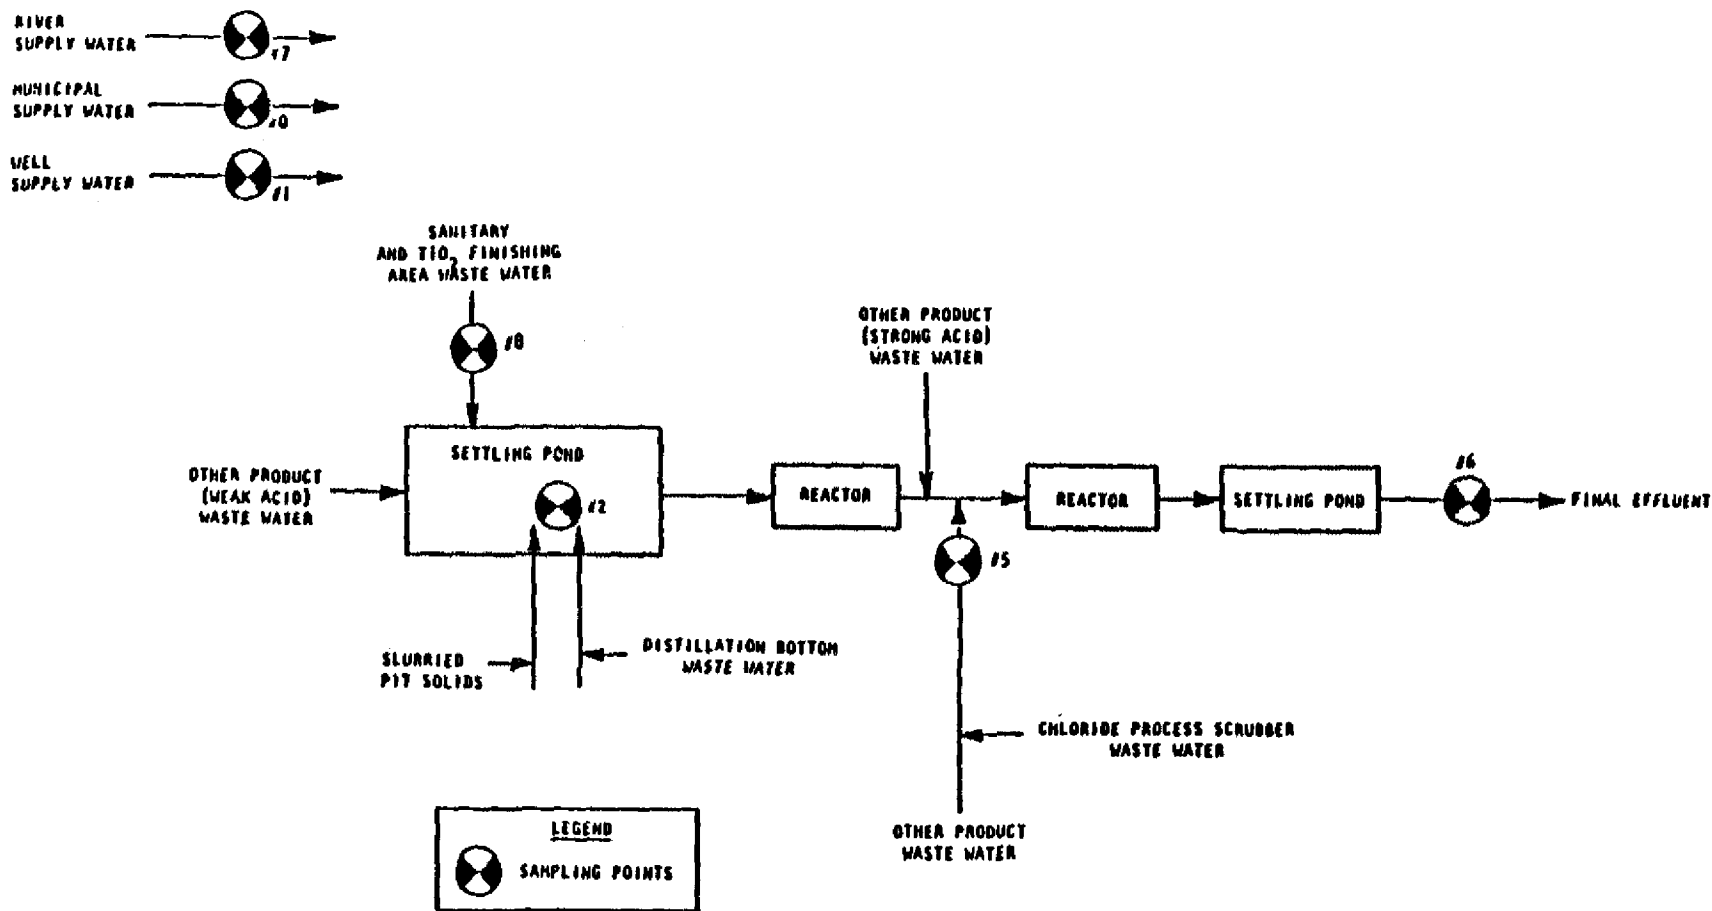 RIVER
SUPPLY WATER
#7
MUNICIPAL
SUPPLY WATER
WELL
SUPPLY WATER
#1
SANITARY
AND TIO2 FINISHING
AREA WASTE WATER
#8
OTHER PRODUCT
(STRONG ACID)
WASTE WATER
SETTLING POND
OTHER PRODUCT
(WEAK ACID)
WASTE WATER
#2
REACTOR
REACTOR
SETTLING POND
#6
FINAL EFFLUENT
#5
SLURRIED
PIT SOLIDS
DISTILLATION BOTTOM
WASTE WATER
CHLORIDE PROCESS SCRUBBER
WASTE WATER
OTHER PRODUCT
WASTE WATER
LEGEND
SAMPLING POINTS